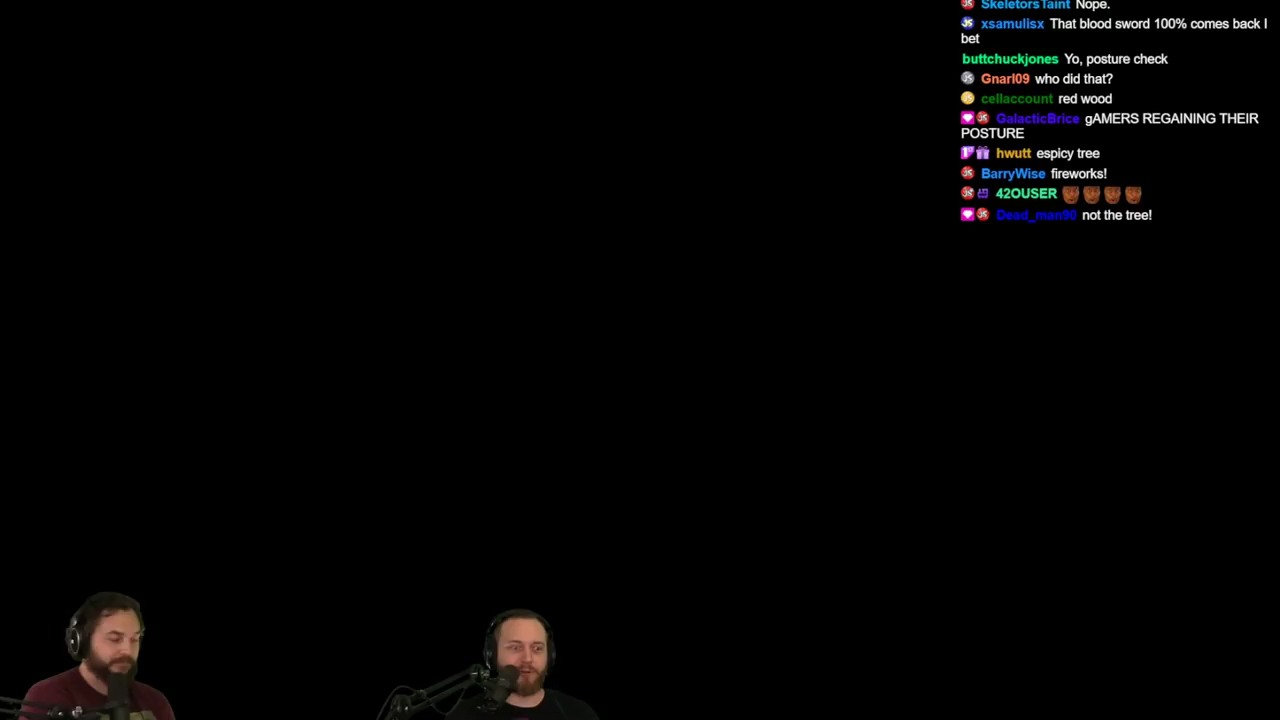 SkeletorsTaint Nope.
xsamulisx That blood sword 100% comes back I
bet
buttchuckjones Yo, posture check
Gnarl09 who did that?
cellaccount red wood
GalacticBrice gAMERS REGAINING THEIR
POSTURE
hwutt espicy tree
BarryWise fireworks!
42OUSER
Dead_man90 not the tree!